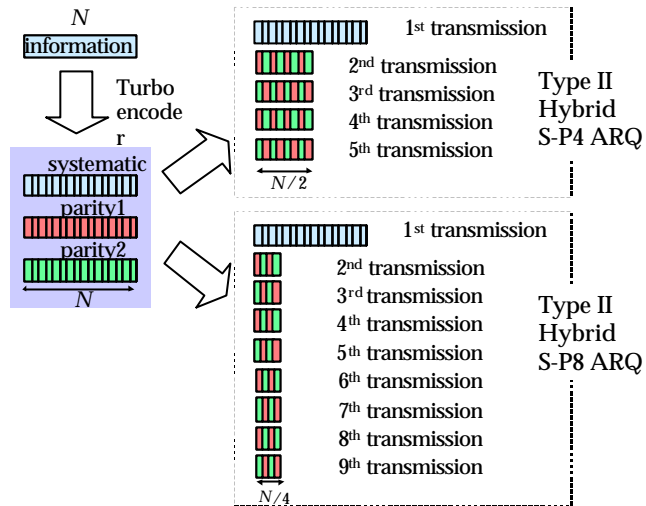 N
information
Turbo
encode
r
systematic
parity1
parity2
N
1st transmission
2nd transmission
3rd transmission
4th transmission
5th transmission
N/2
Type II
Hybrid
S-P4 ARQ
1st transmission
2nd transmission
3rd transmission
4th transmission
5th transmission
6th transmission
7th transmission
8th transmission
9th transmission
N/4
Type II
Hybrid
S-P8 ARQ